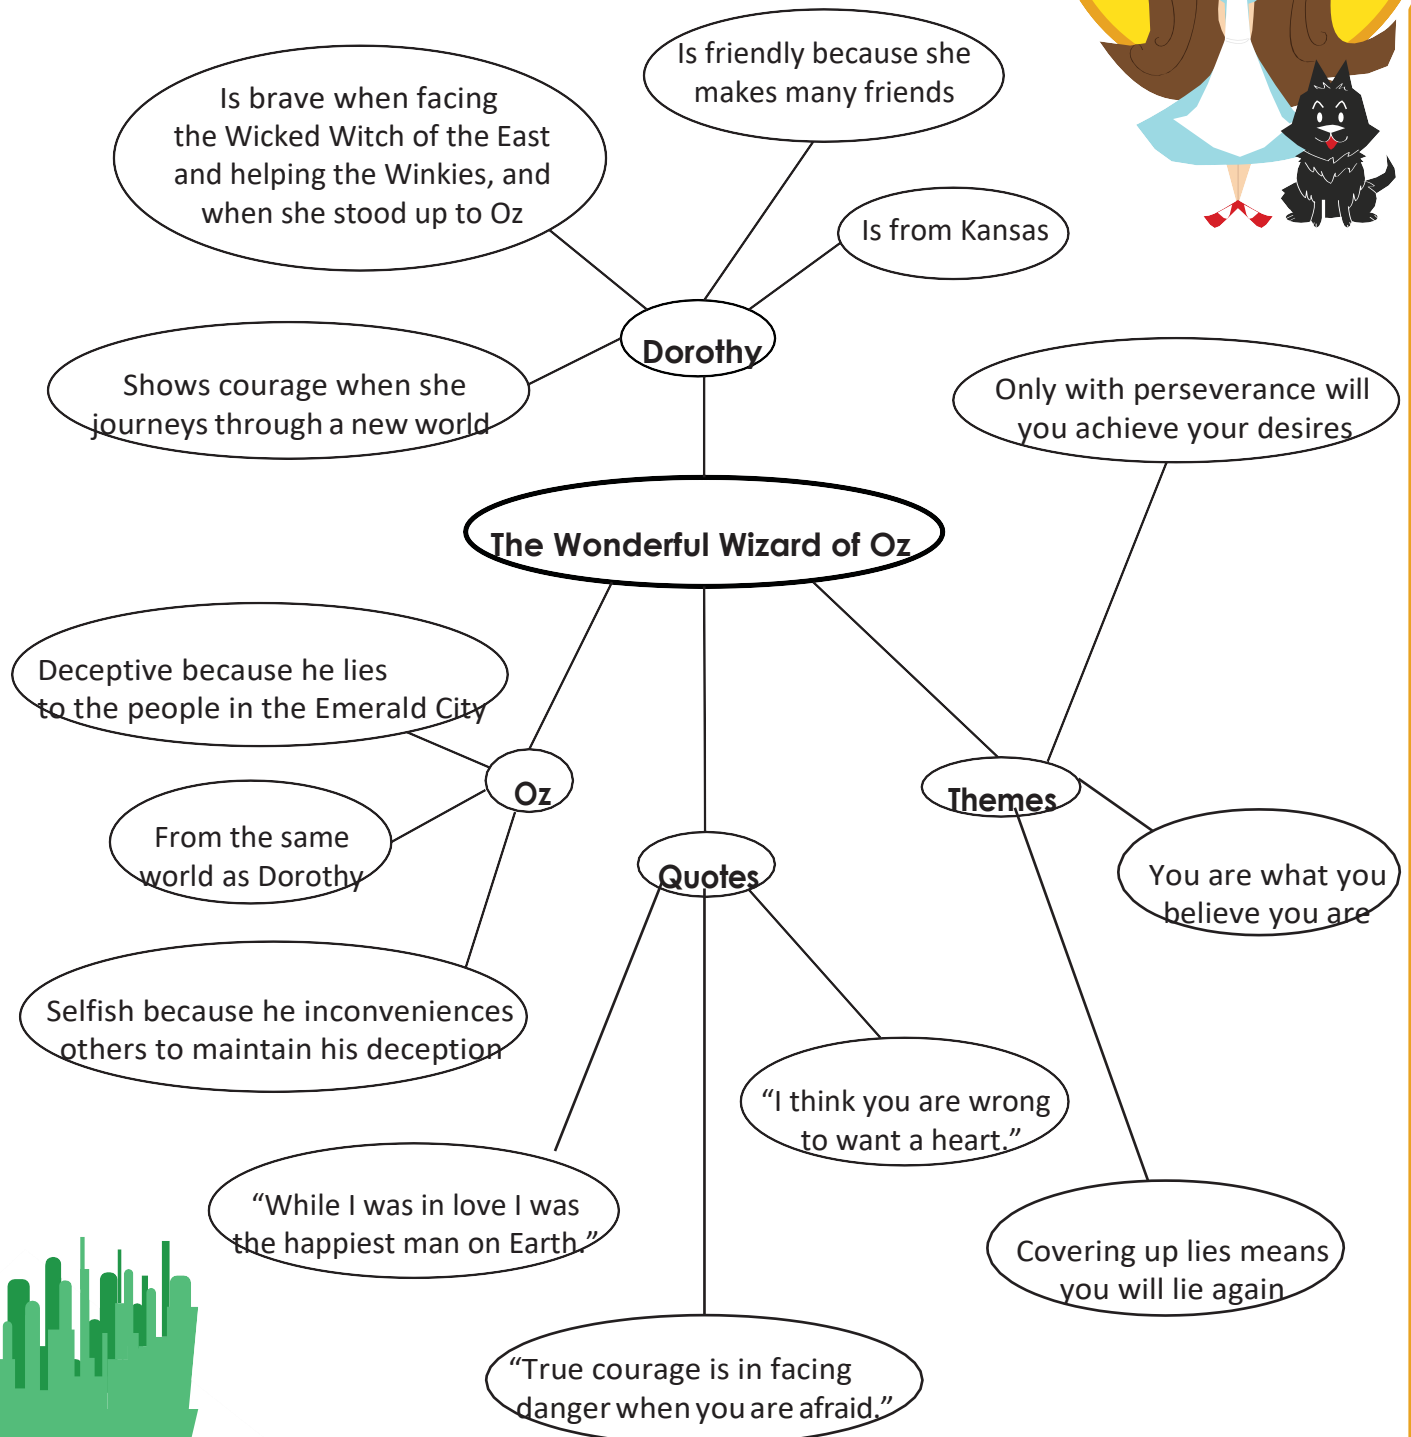 Is friendly because she
makes many friends
Is brave when facing
the Wicked Witch of the East
and helping the Winkies, and
when she stood up to Oz
Is from Kansas
Dorothy
Shows courage when she
journeys through a new world
Only with perseverance will
you achieve your desires
The Wonderful Wizard of Oz
Deceptive because he lies
to the people in the Emerald City
Oz
Themes
From the same
world as Dorothy
Quotes
You are what you
believe you are
Selfish because he inconveniences
others to maintain his deception
“I think you are wrong
to want a heart.”
“While I was in love I was
the happiest man on Earth.”
Covering up lies means
you will lie again
“True courage is in facing
danger when you are afraid.”